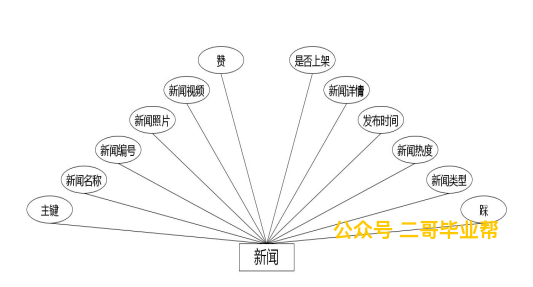 赞
是否上架
新闻视频
新闻详情
新闻照片
发布时间
新闻编号
新闻热度
新闻名称
新闻类型
主键
踩
公众号 二哥毕业帮
新闻